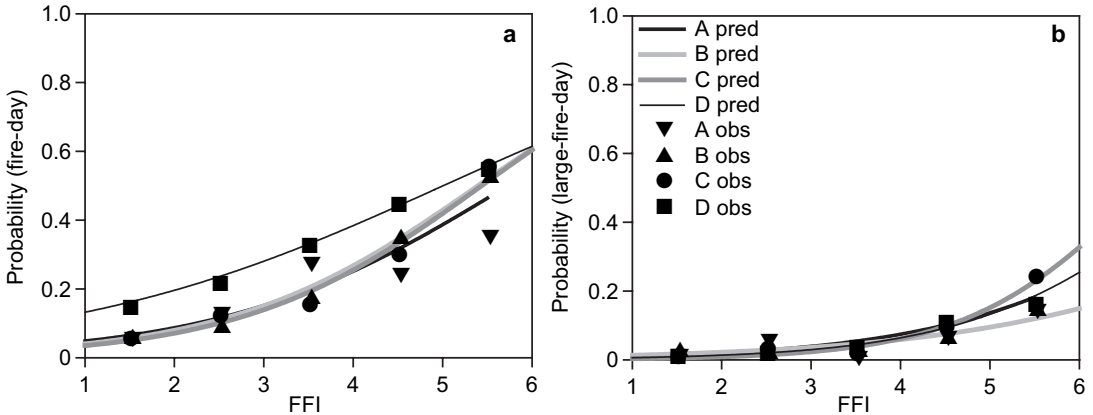 1.0
0.8
0.6
0.4
0.2
0
Probability (fire-day)
a
1 2 3 4 5 6
FFI
1.0
0.8
0.6
0.4
0.2
0
Probability (large-fire-day)
b
A pred
B pred
C pred
D pred
A obs
B obs
C obs
D obs
1 2 3 4 5 6
FFI